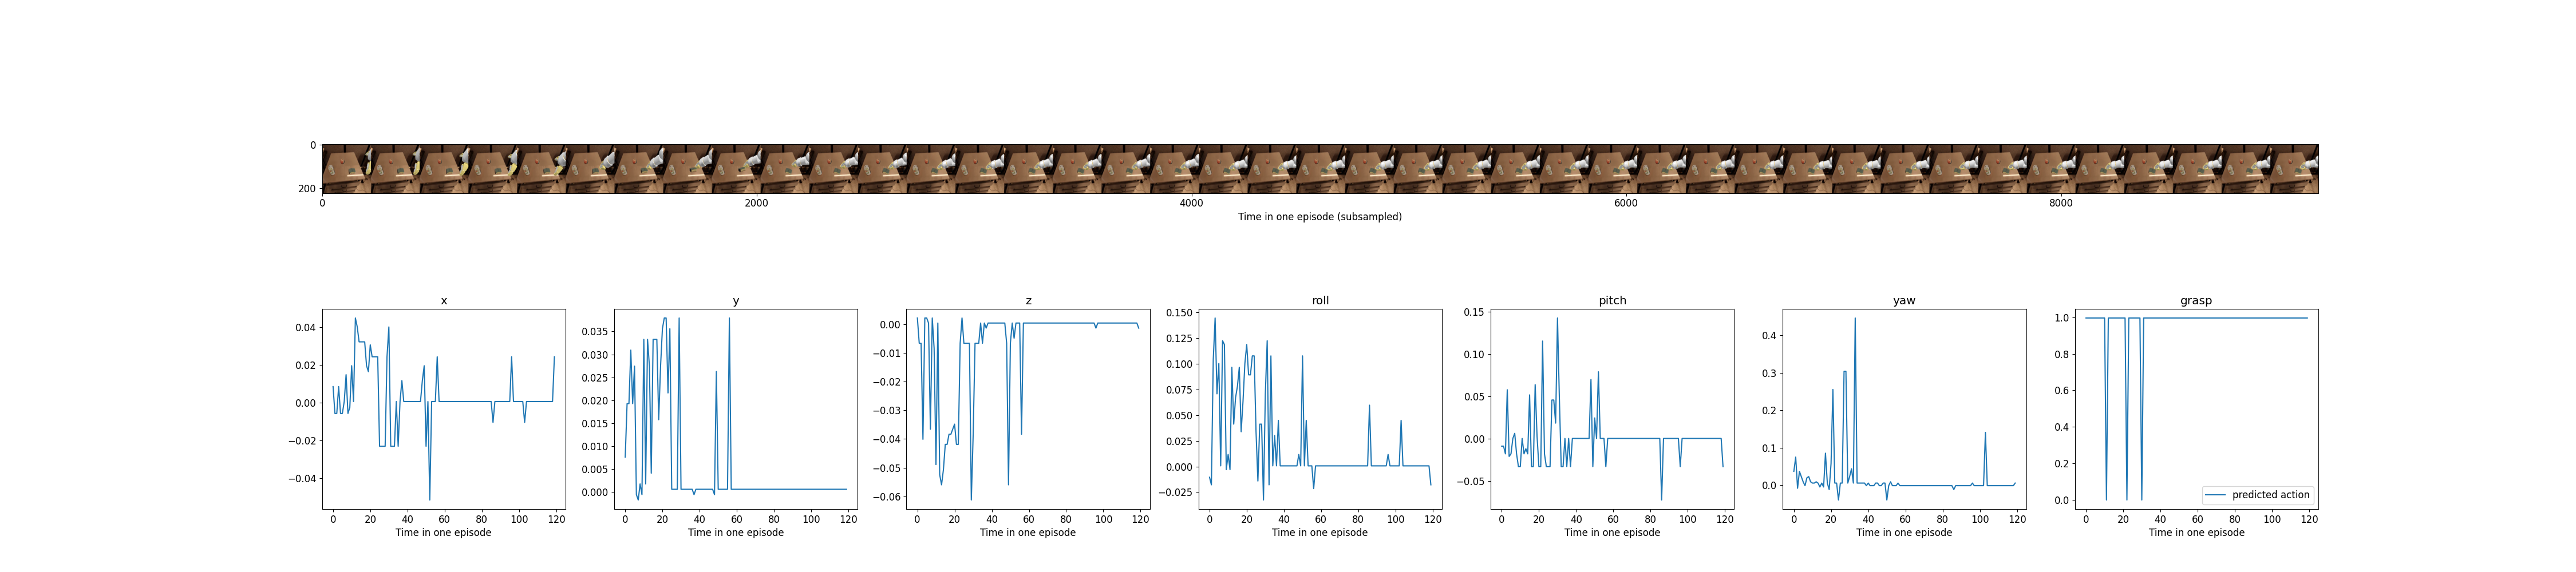 0
200
0 2000 4000 6000 8000
Time in one episode (subsampled)
x
0.04
0.02
0.00
−0.02
−0.04
0 20 40 60 80 100 120
Time in one episode
y
0.035
0.030
0.025
0.020
0.015
0.010
0.005
0.000
0 20 40 60 80 100 120
Time in one episode
z
0.00
−0.01
−0.02
−0.03
−0.04
−0.05
−0.06
0 20 40 60 80 100 120
Time in one episode
roll
0.150
0.125
0.100
0.075
0.050
0.025
0.000
−0.025
0 20 40 60 80 100 120
Time in one episode
pitch
0.15
0.10
0.05
0.00
−0.05
0 20 40 60 80 100 120
Time in one episode
yaw
0.4
0.3
0.2
0.1
0.0
0 20 40 60 80 100 120
Time in one episode
grasp
1.0
0.8
0.6
0.4
0.2
0.0
predicted action
0 20 40 60 80 100 120
Time in one episode